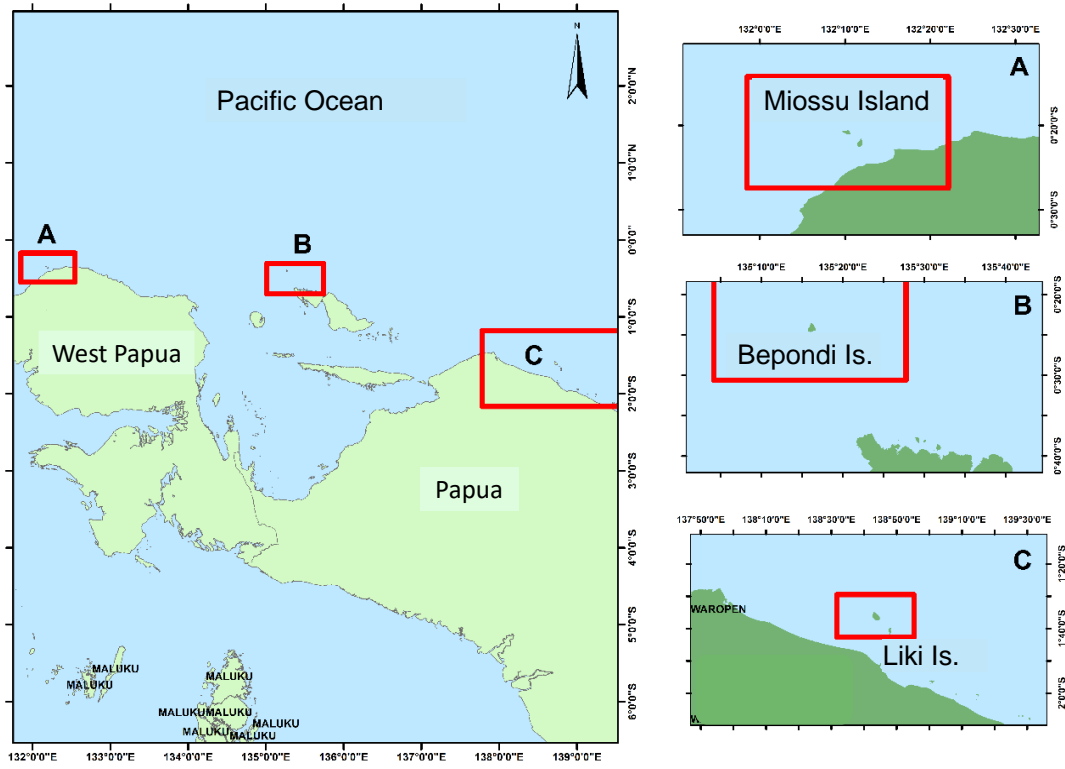 N
Pacific Ocean
2°0'0"N
1°0'0"N
0°0'0"
1°0'0"S
2°0'0"S
3°0'0"S
4°0'0"S
5°0'0"S
6°0'0"S
A
B
C
West Papua
Papua
MALUKU
MALUKU
MALUKU
MALUKU
MALUKU
MALUKU
MALUKU
MALUKU
132°0'0"E 133°0'0"E 134°0'0"E 135°0'0"E 136°0'0"E 137°0'0"E 138°0'0"E 139°0'0"E
132°0'0"E 132°10'0"E 132°20'0"E 132°30'0"E
A
Miossu Island
0°20'0"S
0°30'0"S
135°10'0"E 135°20'0"E 135°30'0"E 135°40'0"E
0°20'0"S
B
Bepondi Is.
0°30'0"S
0°40'0"S
137°50'0"E 138°10'0"E 138°30'0"E 138°50'0"E 139°10'0"E 139°30'0"E
C
1°20'0"S
WAROPEN
1°40'0"S
Liki Is.
2°0'0"S